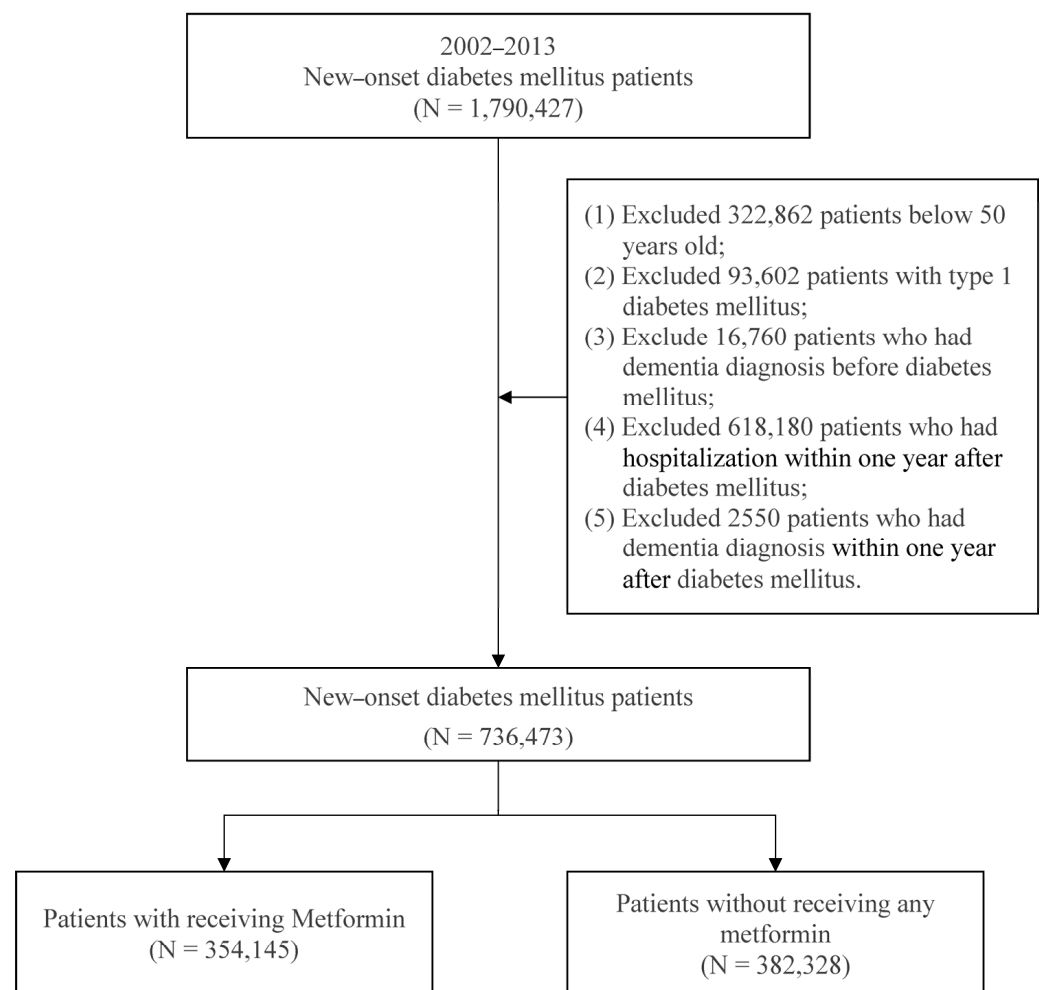 2002–2013
New–onset diabetes mellitus patients
(N = 1,790,427)
(1) Excluded 322,862 patients below 50
years old;
(2) Excluded 93,602 patients with type 1
diabetes mellitus;
(3) Exclude 16,760 patients who had
dementia diagnosis before diabetes
mellitus;
(4) Excluded 618,180 patients who had
hospitalization within one year after
diabetes mellitus;
(5) Excluded 2550 patients who had
dementia diagnosis within one year
after diabetes mellitus.
New–onset diabetes mellitus patients
(N = 736,473)
Patients with receiving Metformin
(N = 354,145)
Patients without receiving any
metformin
(N = 382,328)